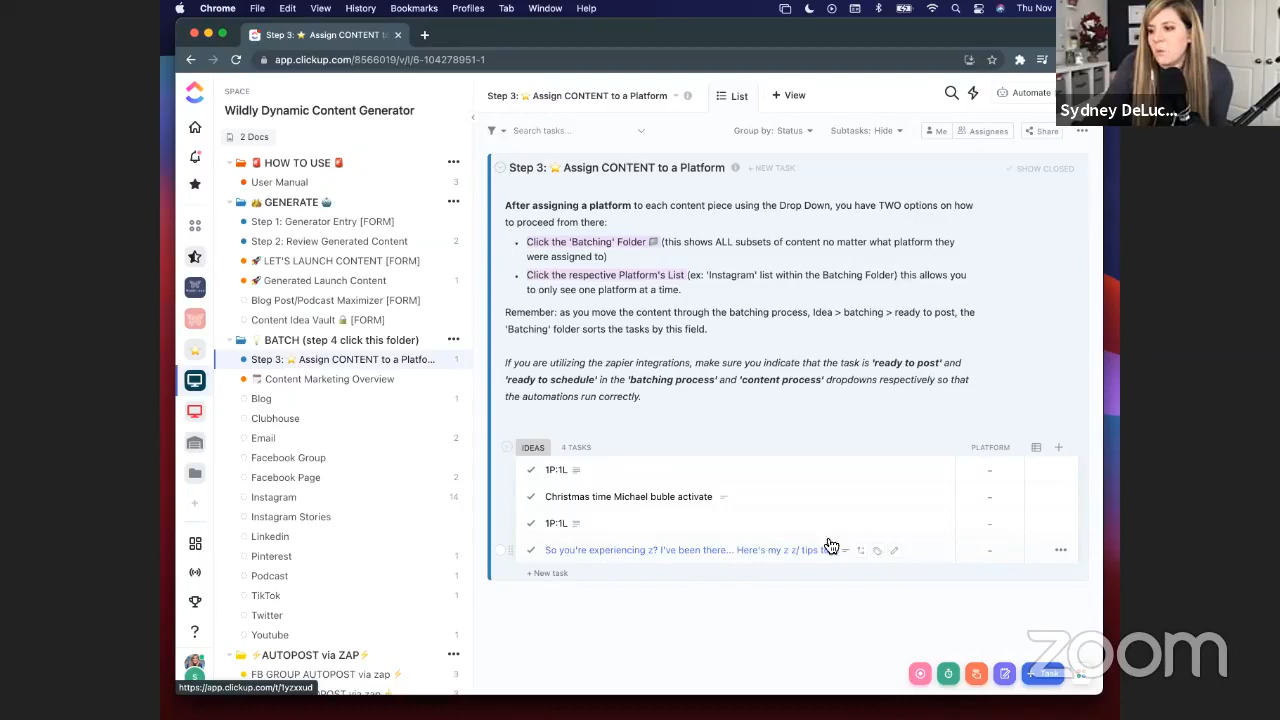 Chrome File Edit View History Bookmarks Profiles Tab Window Help Thu Nov
Step 3: ⭐ Assign CONTENT to
app.clickup.com/8566019/v/l/6-104278951-1
Sydney DeLuc...
SPACE
Wildly Dynamic Content Generator
2 Docs
HOW TO USE
User Manual 3
GENERATE
Step 1: Generator Entry [FORM]
Step 2: Review Generated Content 2
🚀 LET'S LAUNCH CONTENT [FORM]
🚀 Generated Launch Content 1
Blog Post/Podcast Maximizer [FORM]
Content Idea Vault 🔒 [FORM]
BATCH (step 4 click this folder)
Step 3: ⭐ Assign CONTENT to a Platfo... 1
Content Marketing Overview
Blog 1
Clubhouse
Email 2
Facebook Group
Facebook Page 2
Instagram 14
Instagram Stories
Linkedin
Pinterest 1
Podcast 1
TikTok 1
Twitter
Youtube 1
⚡AUTOPOST via ZAP⚡
FB GROUP AUTOPOST via zap ⚡ 3
https://app.clickup.com/t/1yzxxud
Step 3: ⭐ Assign CONTENT to a Platform List + View Automate
Search tasks... Group by: Status Subtasks: Hide Me Assignees Share
Step 3: ⭐ Assign CONTENT to a Platform + NEW TASK SHOW CLOSED
After assigning a platform to each content piece using the Drop Down, you have TWO options on how
to proceed from there:
• Click the 'Batching' Folder (this shows ALL subsets of content no matter what platform they
were assigned to)
• Click the respective Platform's List (ex: 'Instagram' list within the Batching Folder) this allows you
to only see one platform at a time.
Remember: as you move the content through the batching process, Idea > batching > ready to post, the
'Batching' folder sorts the tasks by this field.
If you are utilizing the zapier integrations, make sure you indicate that the task is 'ready to post' and
'ready to schedule' in the 'batching process' and 'content process' dropdowns respectively so that
the automations run correctly.
IDEAS 4 TASKS PLATFORM
1P:1L –
Christmas time Michael buble activate –
1P:1L –
So you're experiencing z? I've been there... Here's my z z/ tips –
+ New task
+ Task
zoom